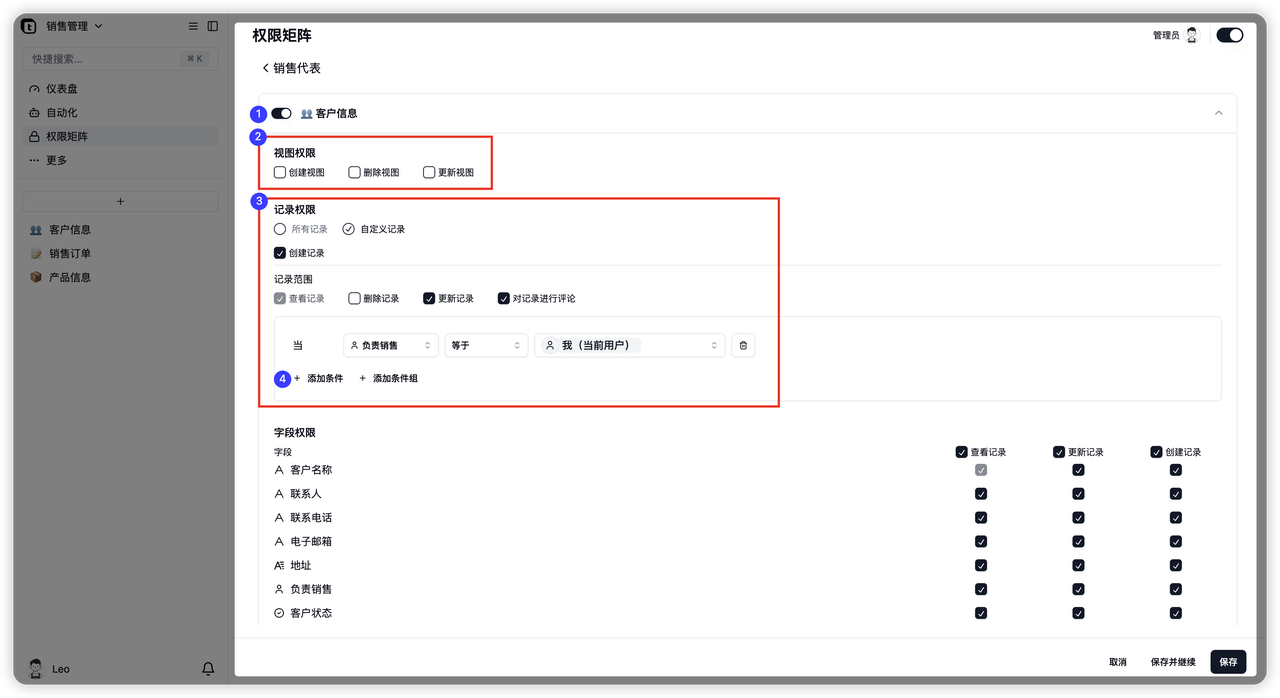 销售管理
快捷搜索... ⌘ K
仪表盘
自动化
权限矩阵
更多
+
客户信息
销售订单
产品信息
Leo
权限矩阵
管理员
销售代表
1
客户信息
2
视图权限
创建视图 删除视图 更新视图
3
记录权限
所有记录 自定义记录
创建记录
记录范围
查看记录 删除记录 更新记录 对记录进行评论
当 负责销售 等于 我（当前用户）
4 + 添加条件 + 添加条件组
字段权限
字段 查看记录 更新记录 创建记录
客户名称
联系人
联系电话
电子邮箱
地址
负责销售
客户状态
取消 保存并继续 保存